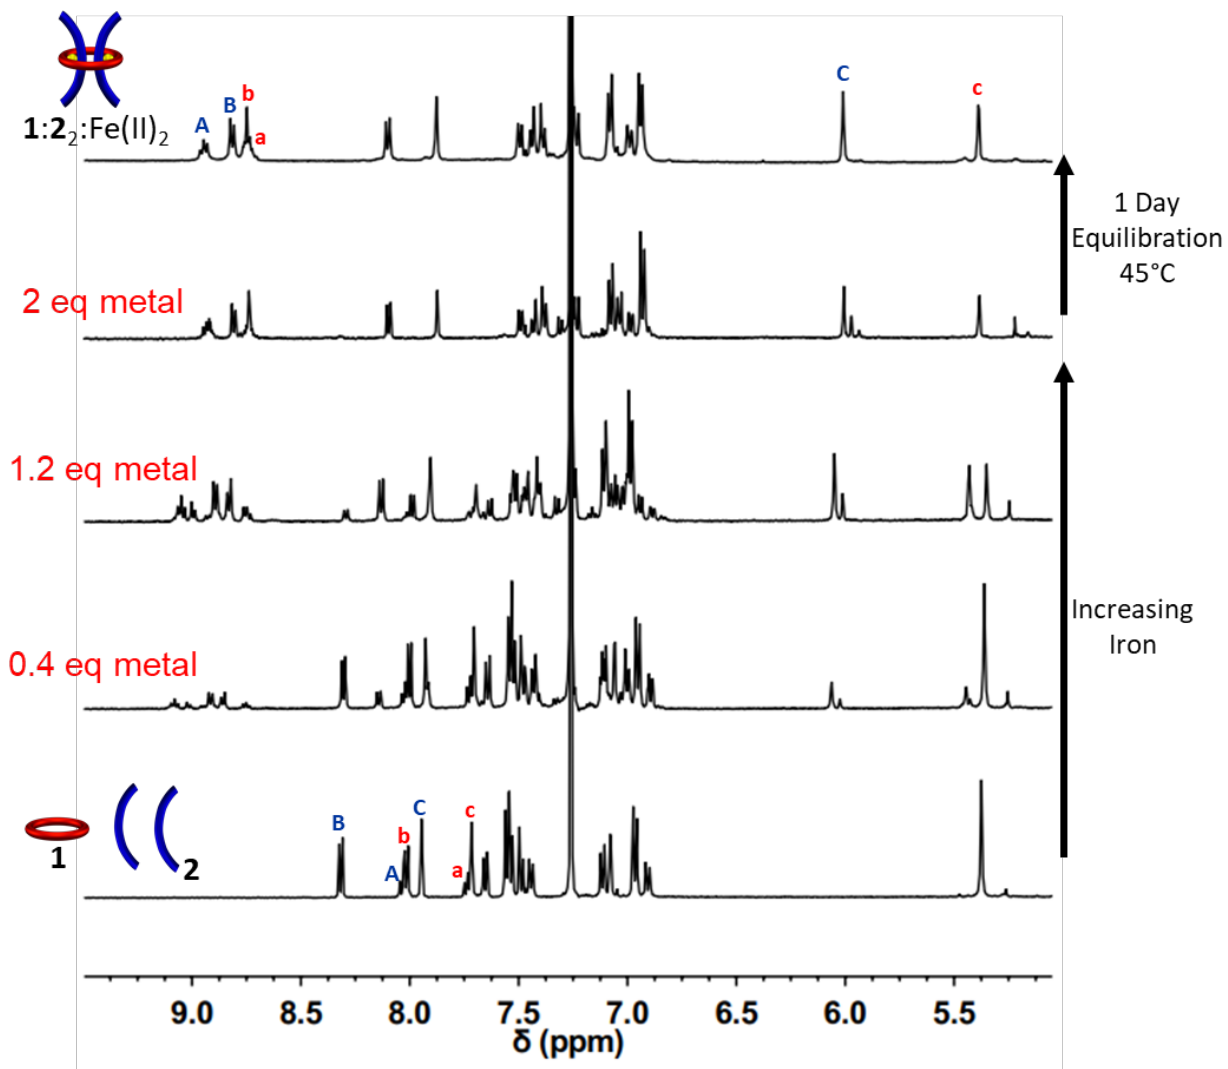 C
c
b
B
A
a
1:2₂:Fe(II)₂
1 Day
Equilibration
45°C
2 eq metal
1.2 eq metal
0.4 eq metal
Increasing
Iron
B
C
c
b
A
a
1
2
9.0 8.5 8.0 7.5 7.0 6.5 6.0 5.5
δ (ppm)